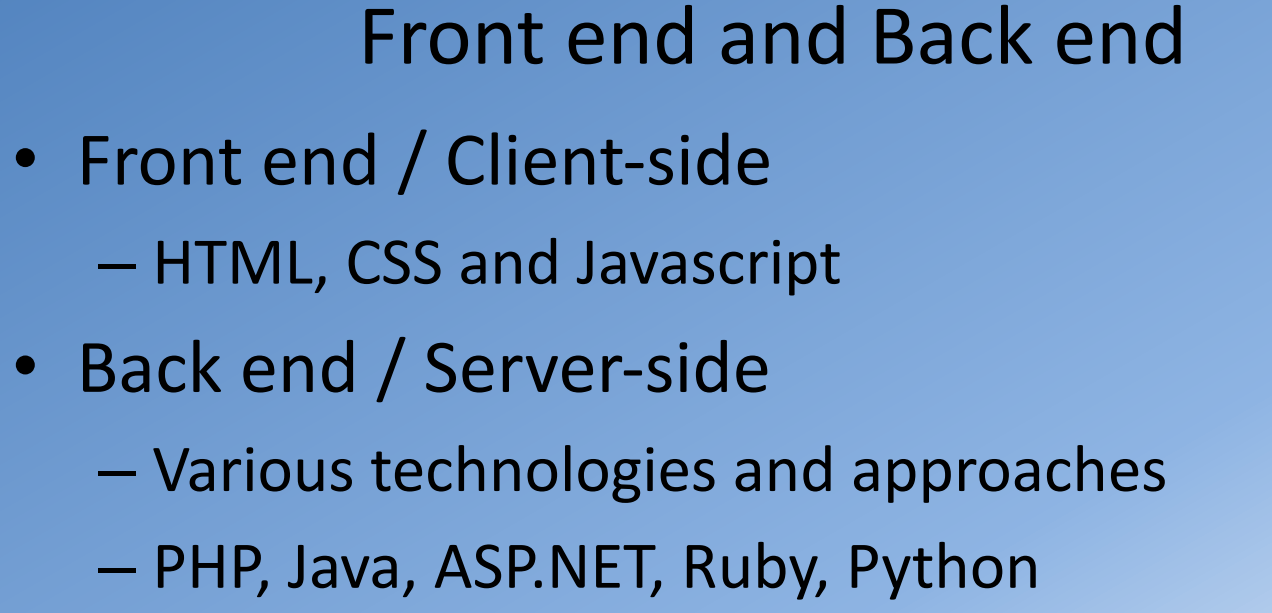 Front end and Back end
• Front end / Client-side
– HTML, CSS and Javascript
• Back end / Server-side
– Various technologies and approaches
– PHP, Java, ASP.NET, Ruby, Python